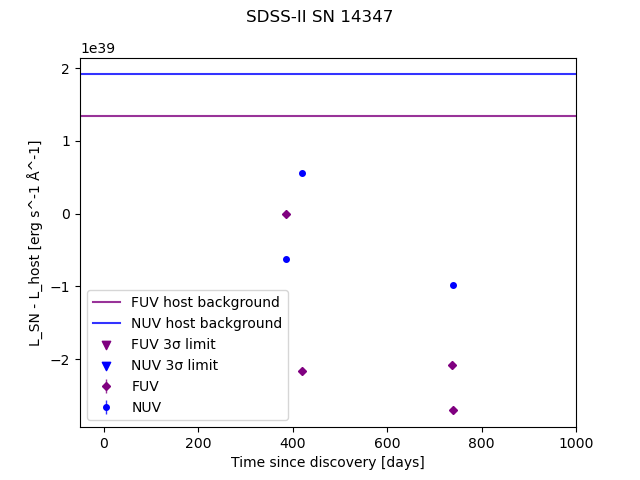 SDSS-II SN 14347
1e39
2
1
0
−1
−2
L_SN - L_host [erg s^-1 Å^-1]
FUV host background
NUV host background
FUV 3σ limit
NUV 3σ limit
FUV
NUV
0 200 400 600 800 1000
Time since discovery [days]